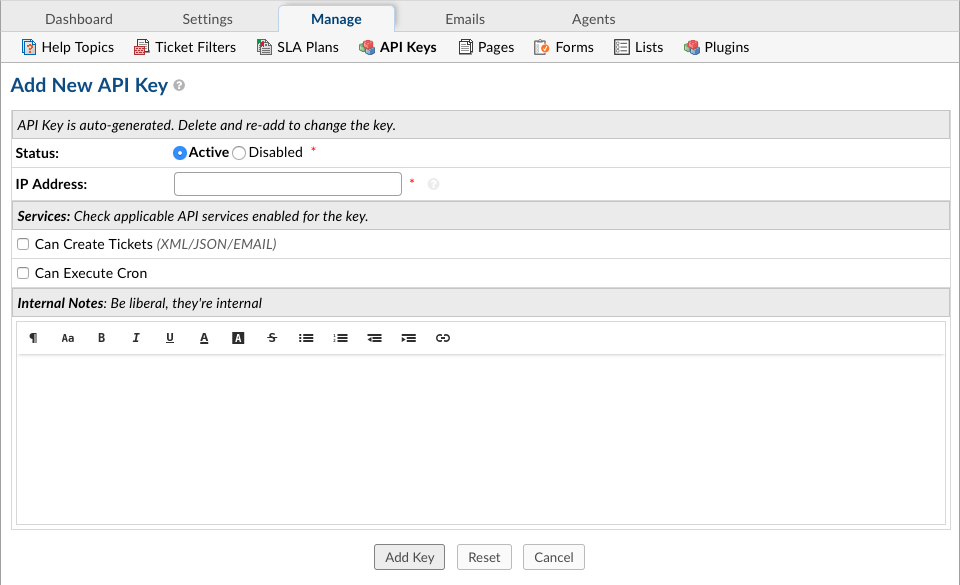 Dashboard Settings Manage Emails Agents
Help Topics Ticket Filters SLA Plans API Keys Pages Forms Lists Plugins
Add New API Key ?
API Key is auto-generated. Delete and re-add to change the key.
Status: Active Disabled *
IP Address: * ?
Services: Check applicable API services enabled for the key.
Can Create Tickets (XML/JSON/EMAIL)
Can Execute Cron
Internal Notes: Be liberal, they're internal
¶ Aa B I U A A S
Add Key Reset Cancel